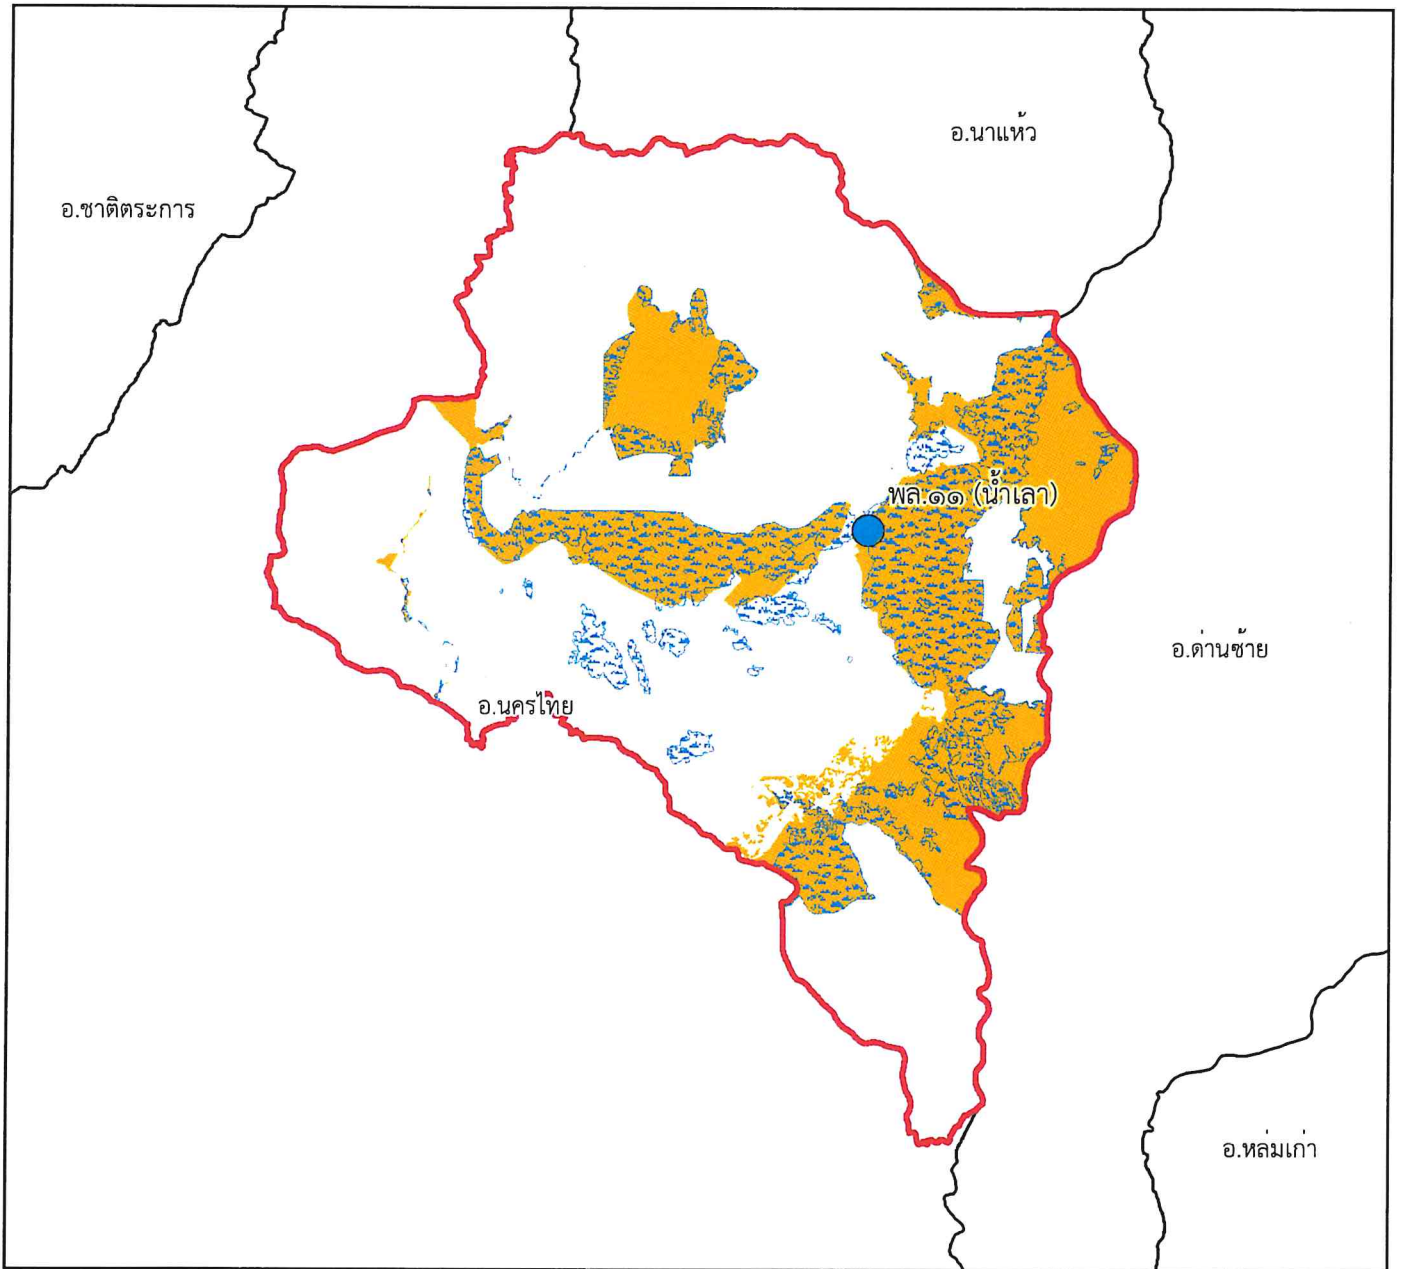 อ.นาแห้ว
อ.ชาติตระการ
พล.๑๑ (น้ำเลา)
อ.ด่านซ้าย
อ.นครไทย
อ.หล่มเก่า